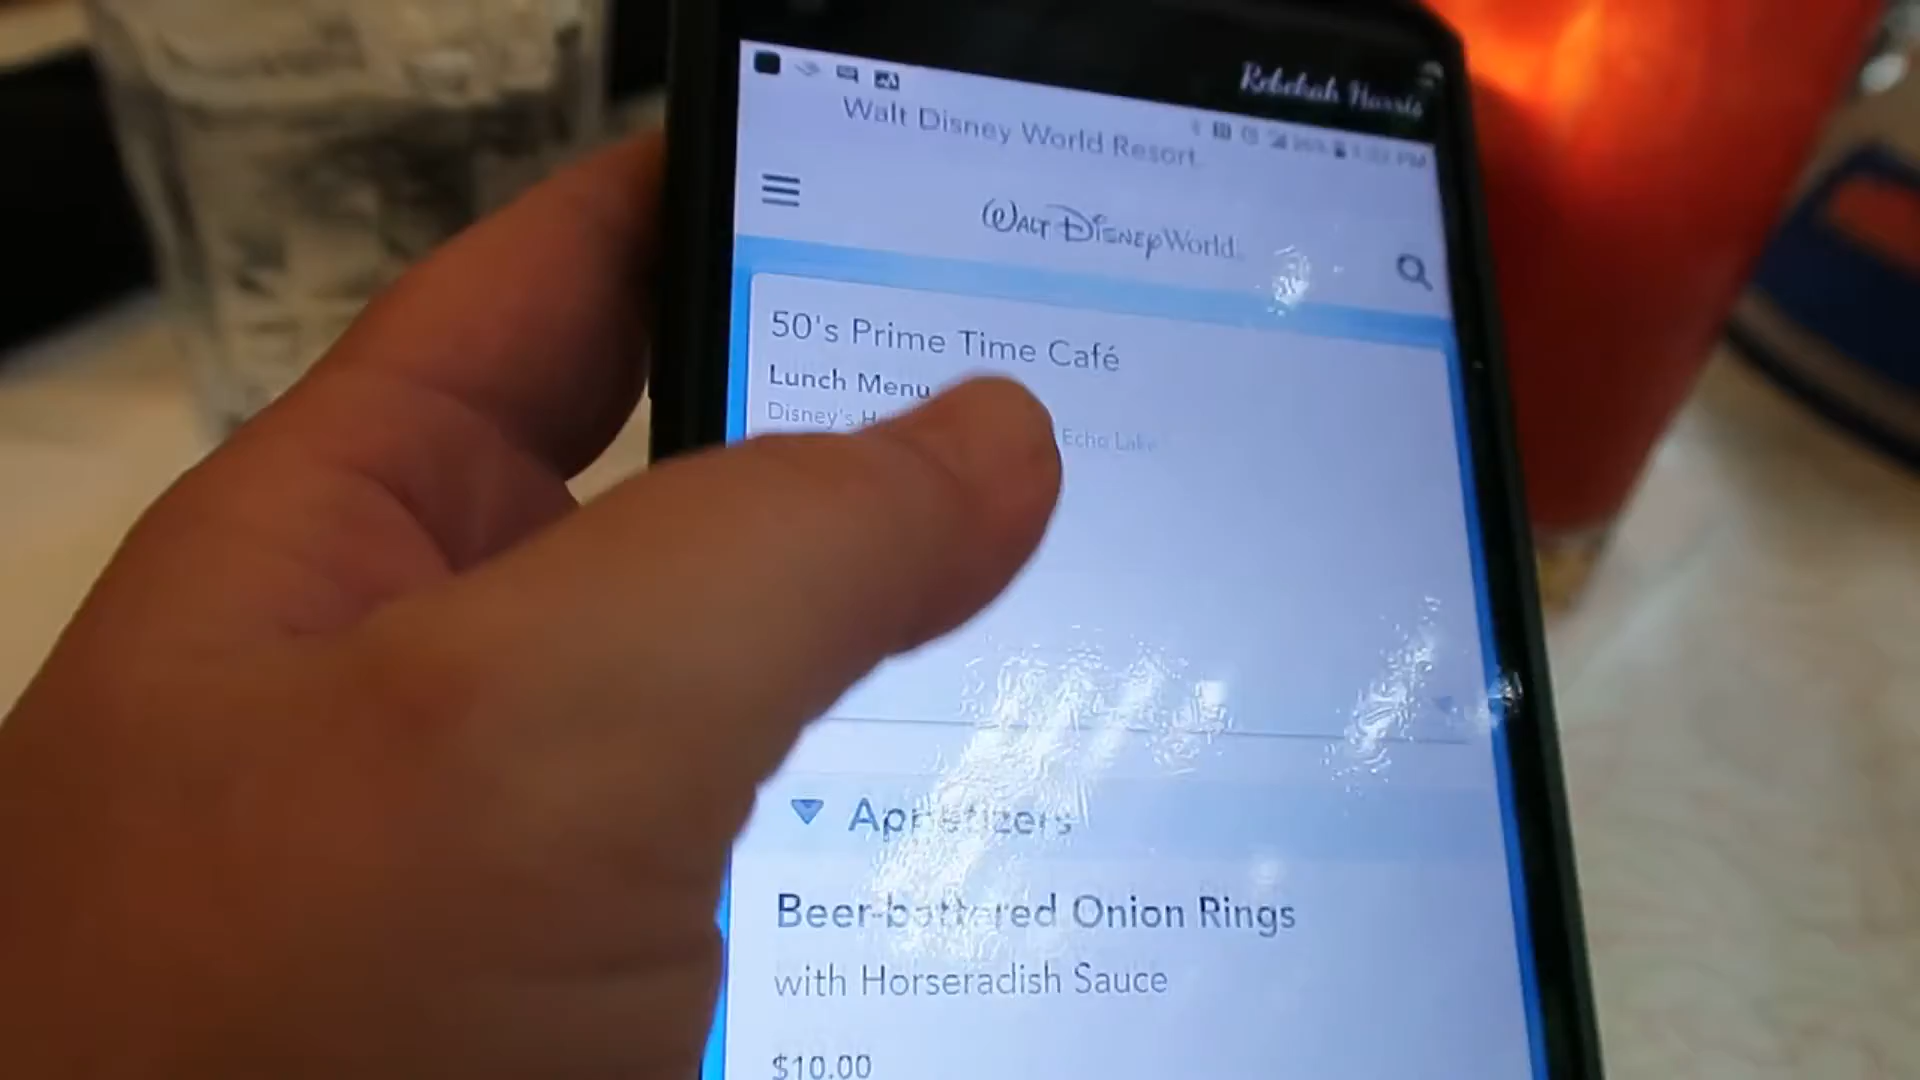 Rebekah Harris
Walt Disney World Resort
Walt Disney World
50's Prime Time Café
Lunch Menu
Disney's
Echo Lake
Appetizers
Beer-battered Onion Rings
with Horseradish Sauce
$10.00